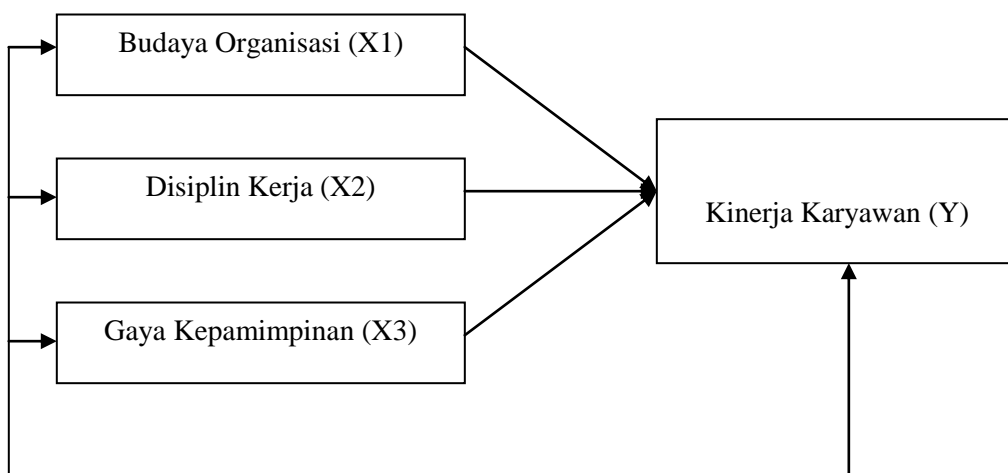 Budaya Organisasi (X1)
Disiplin Kerja (X2)
Kinerja Karyawan (Y)
Gaya Kepamimpinan (X3)